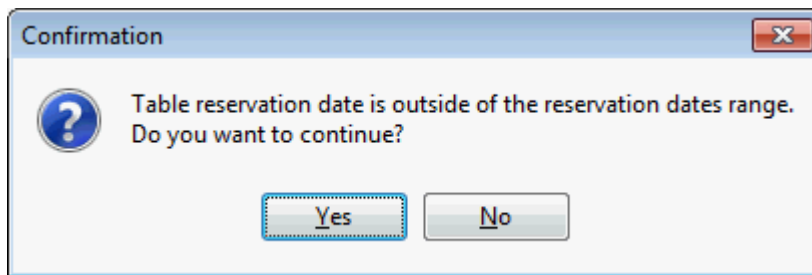 Confirmation
Table reservation date is outside of the reservation dates range.
Do you want to continue?
Yes No